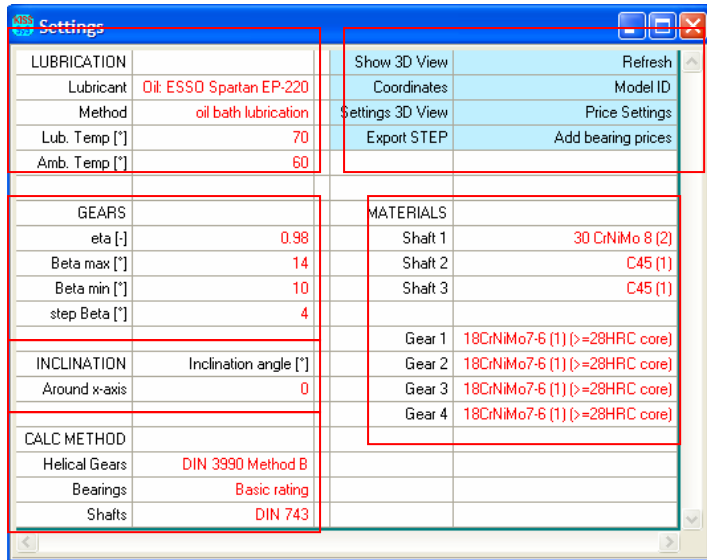 KISS
Settings
LUBRICATION
Lubricant Oil: ESSO Spartan EP-220
Method oil bath lubrication
Lub. Temp [°] 70
Amb. Temp [°] 60
Show 3D View Refresh
Coordinates Model ID
Settings 3D View Price Settings
Export STEP Add bearing prices
GEARS
eta [-] 0.98
Beta max [°] 14
Beta min [°] 10
step Beta [°] 4
INCLINATION Inclination angle [°]
Around x-axis 0
CALC METHOD
Helical Gears DIN 3990 Method B
Bearings Basic rating
Shafts DIN 743
MATERIALS
Shaft 1 30 CrNiMo 8 (2)
Shaft 2 C45 (1)
Shaft 3 C45 (1)
Gear 1 18CrNiMo7-6 (1) (>=28HRC core)
Gear 2 18CrNiMo7-6 (1) (>=28HRC core)
Gear 3 18CrNiMo7-6 (1) (>=28HRC core)
Gear 4 18CrNiMo7-6 (1) (>=28HRC core)